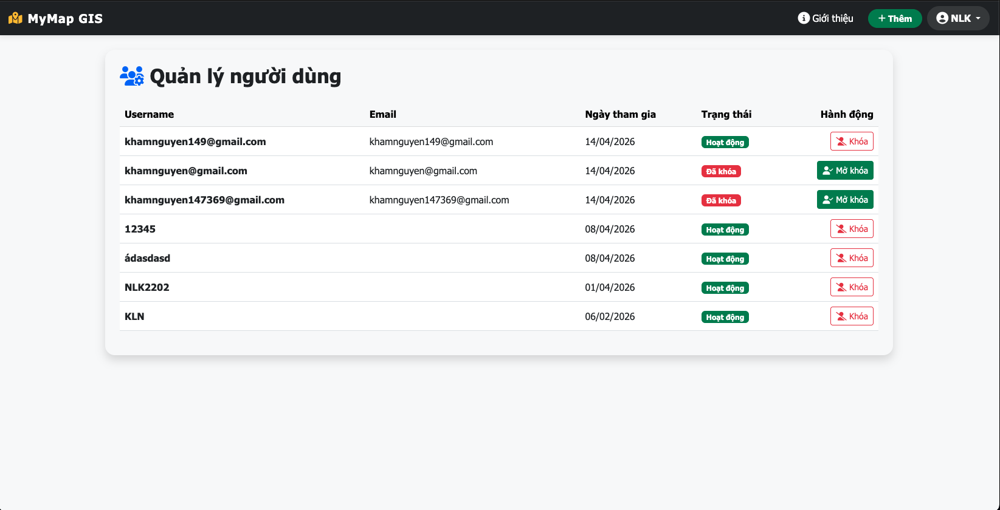 MyMap GIS Giới thiệu + Thêm NLK
Quản lý người dùng
Username Email Ngày tham gia Trạng thái Hành động
khamnguyen149@gmail.com khamnguyen149@gmail.com 14/04/2026 Hoạt động Khóa
khamnguyen@gmail.com khamnguyen@gmail.com 14/04/2026 Đã khóa Mở khóa
khamnguyen147369@gmail.com khamnguyen147369@gmail.com 14/04/2026 Đã khóa Mở khóa
12345 08/04/2026 Hoạt động Khóa
ádasdasd 08/04/2026 Hoạt động Khóa
NLK2202 01/04/2026 Hoạt động Khóa
KLN 06/02/2026 Hoạt động Khóa